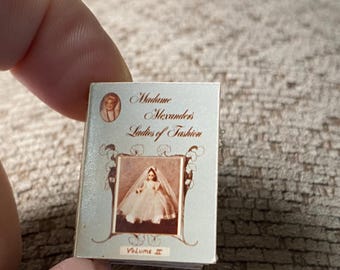 Madame
Alexander's
Ladies of Fashion
Volume II